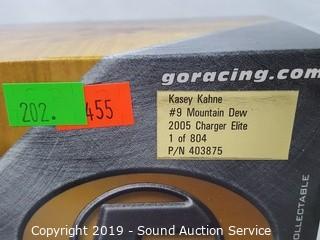 goracing.com
202.
455
Kasey Kahne
#9 Mountain Dew
2005 Charger Elite
1 of 804
P/N 403875
OLLECTABLE
Copyright 2019 - Sound Auction Service